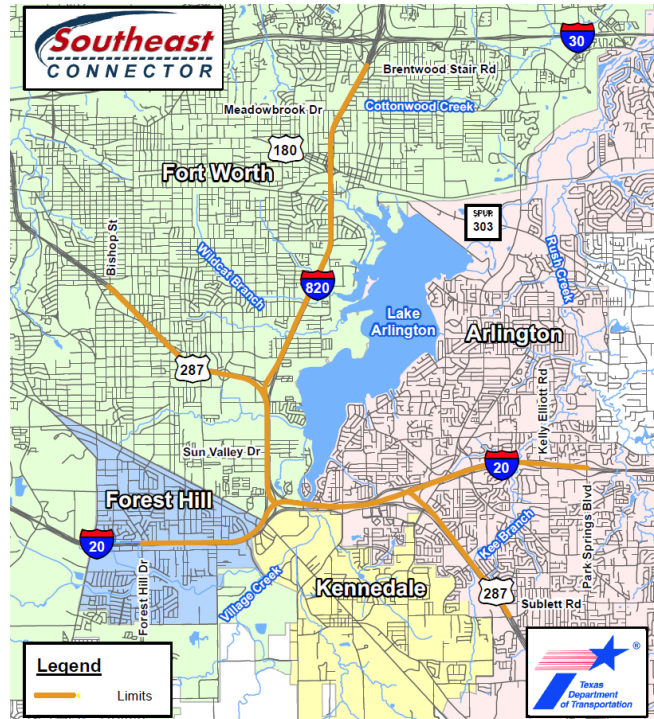 Southeast
CONNECTOR
30
Brentwood Stair Rd
Meadowbrook Dr
Cottonwood Creek
180
Fort Worth
SPUR
303
Bishop St
Wildcat Branch
Rush Creek
820
Lake
Arlington
Arlington
287
Kelly Elliott Rd
Sun Valley Dr
20
Forest Hill
20
Kee Branch
Park Springs Blvd
Forest Hill Dr
Village Creek
Kennedale
287
Sublett Rd
Legend
Limits
®
Texas
Department
of Transportation